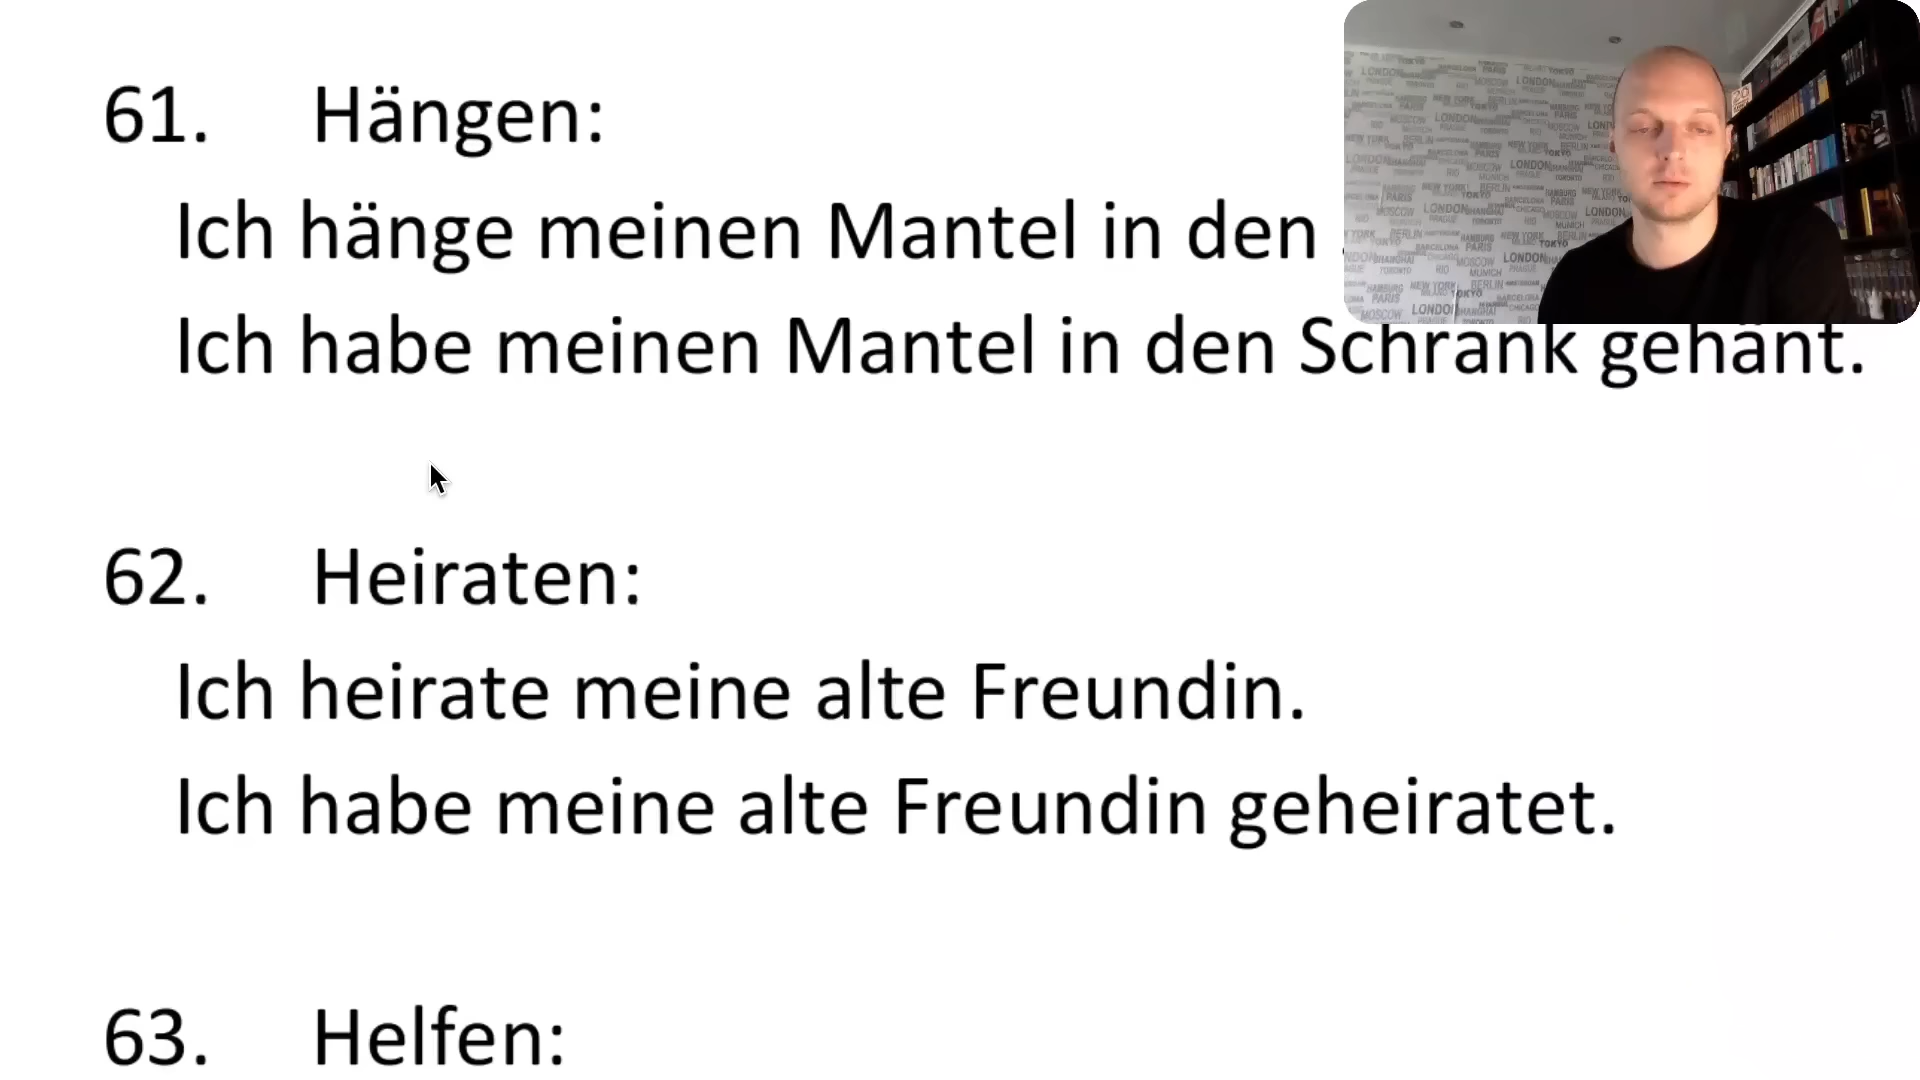 61. Hängen:
Ich hänge meinen Mantel in den
Ich habe meinen Mantel in den Schrank gehänt.
62. Heiraten:
Ich heirate meine alte Freundin.
Ich habe meine alte Freundin geheiratet.
63. Helfen: